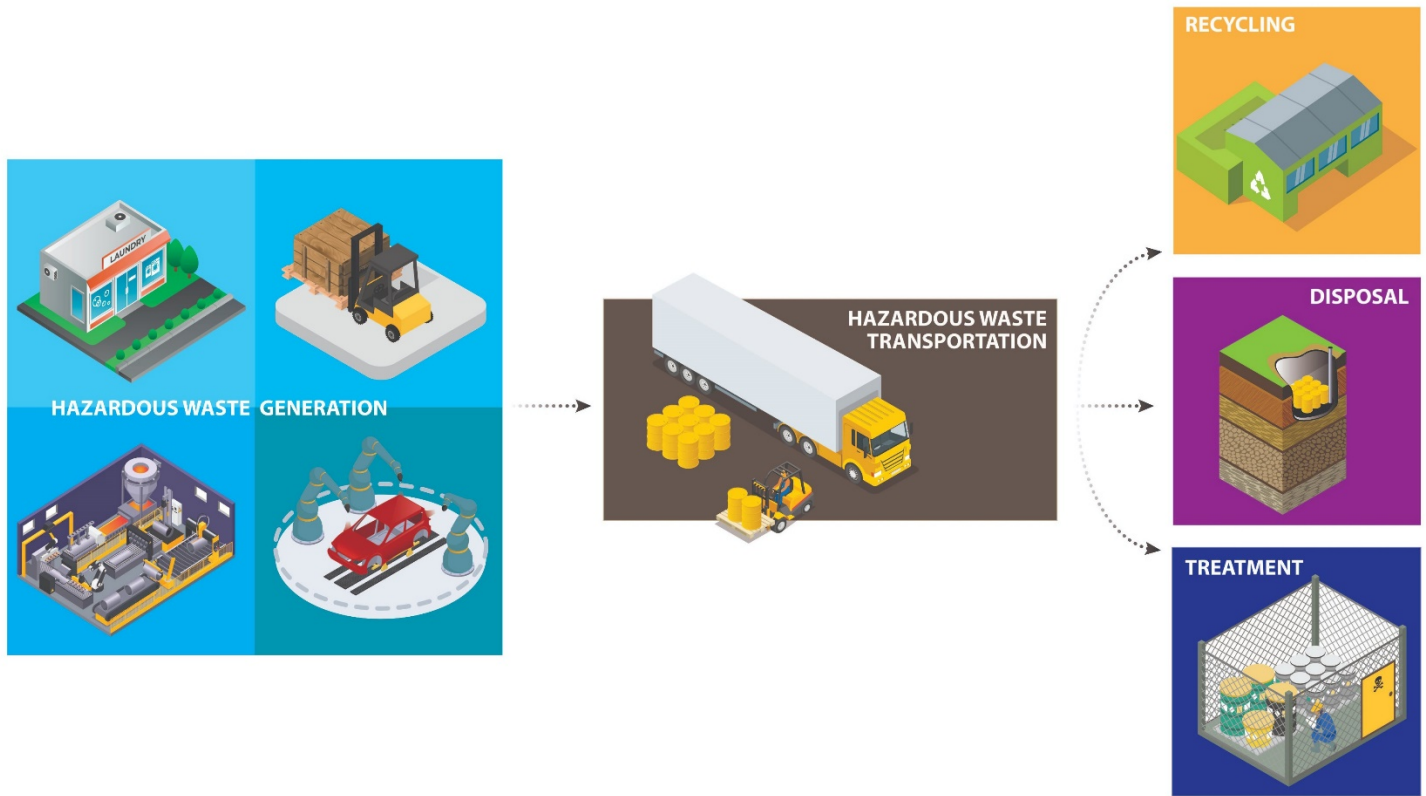 LAUNDRY
HAZARDOUS WASTE GENERATION
HAZARDOUS WASTE
TRANSPORTATION
RECYCLING
DISPOSAL
TREATMENT